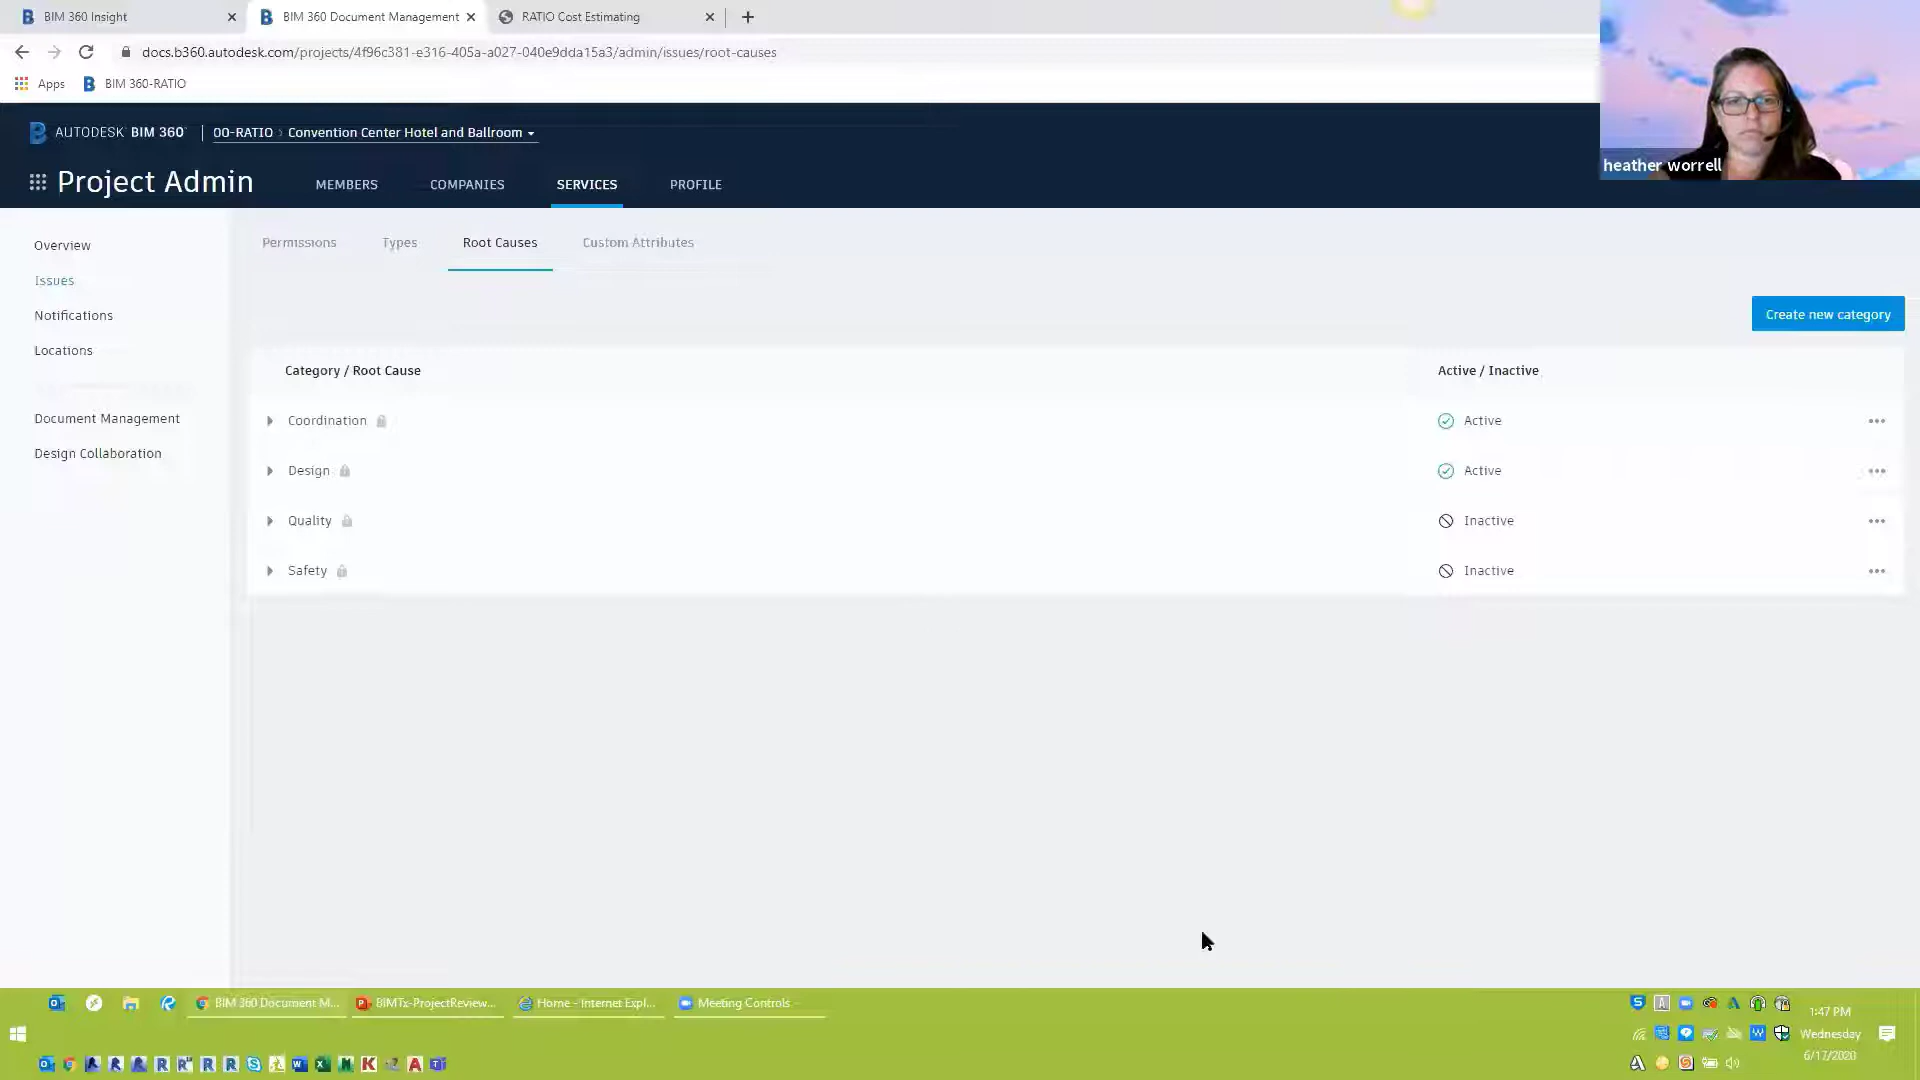 BIM 360 Insight
BIM 360 Document Management
RATIO Cost Estimating
docs.b360.autodesk.com/projects/4f96c381-e316-405a-a027-040e9dda15a3/admin/issues/root-causes
Apps
BIM 360-RATIO
AUTODESK BIM 360
00-RATIO
Convention Center Hotel and Ballroom
heather worrell
Project Admin
MEMBERS
COMPANIES
SERVICES
PROFILE
Overview
Issues
Notifications
Locations
Document Management
Design Collaboration
Permissions
Types
Root Causes
Custom Attributes
Create new category
Category / Root Cause
Active / Inactive
Coordination
Active
Design
Active
Quality
Inactive
Safety
Inactive
BIM 360 Document M...
BIMTx-ProjectReview...
Home - Internet Expl...
Meeting Controls
1:47 PM
Wednesday
6/17/2020